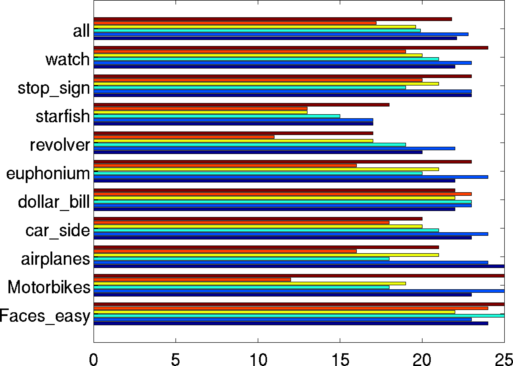 all
watch
stop_sign
starfish
revolver
euphonium
dollar_bill
car_side
airplanes
Motorbikes
Faces_easy
0 5 10 15 20 25